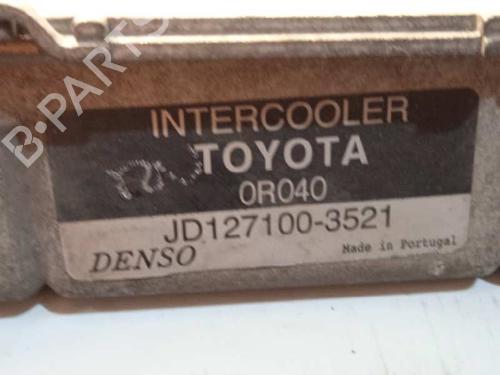 B-PARTS
INTERCOOLER
TOYOTA
0R040
JD127100-3521
DENSO Made in Portugal